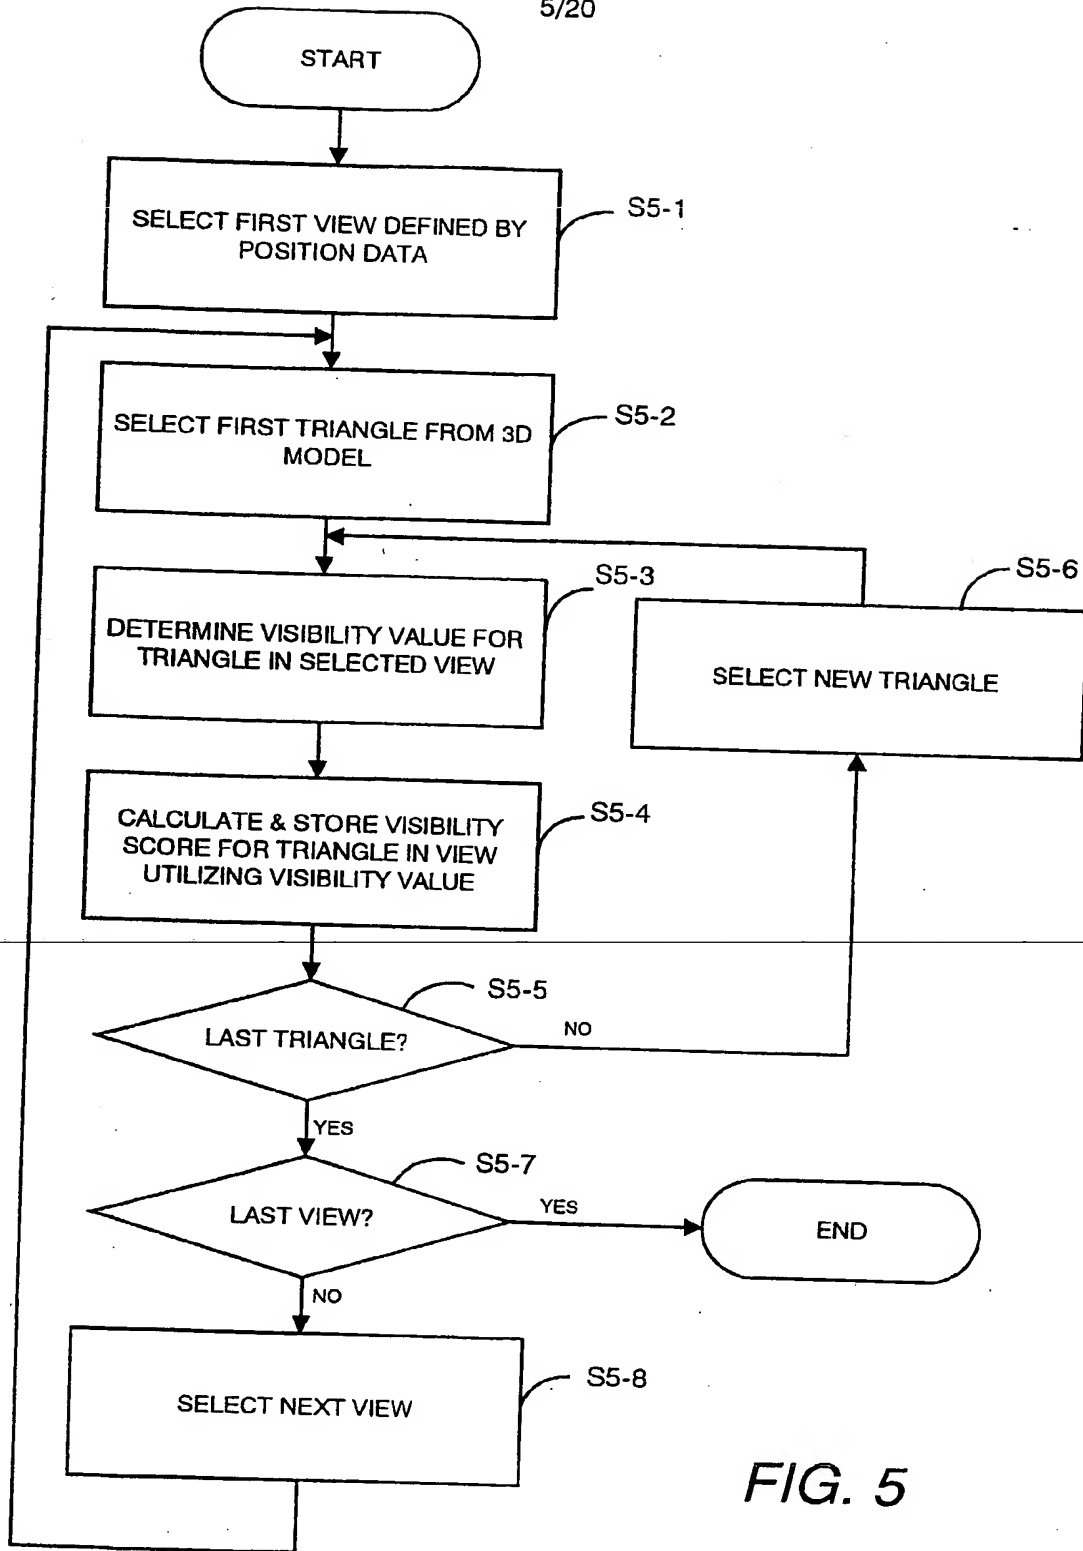 5/20
START
SELECT FIRST VIEW DEFINED BY
POSITION DATA
S5-1
SELECT FIRST TRIANGLE FROM 3D
MODEL
S5-2
DETERMINE VISIBILITY VALUE FOR
TRIANGLE IN SELECTED VIEW
S5-3
S5-6
SELECT NEW TRIANGLE
CALCULATE & STORE VISIBILITY
SCORE FOR TRIANGLE IN VIEW
UTILIZING VISIBILITY VALUE
S5-4
LAST TRIANGLE?
S5-5
NO
YES
LAST VIEW?
S5-7
YES
END
NO
SELECT NEXT VIEW
S5-8
FIG. 5